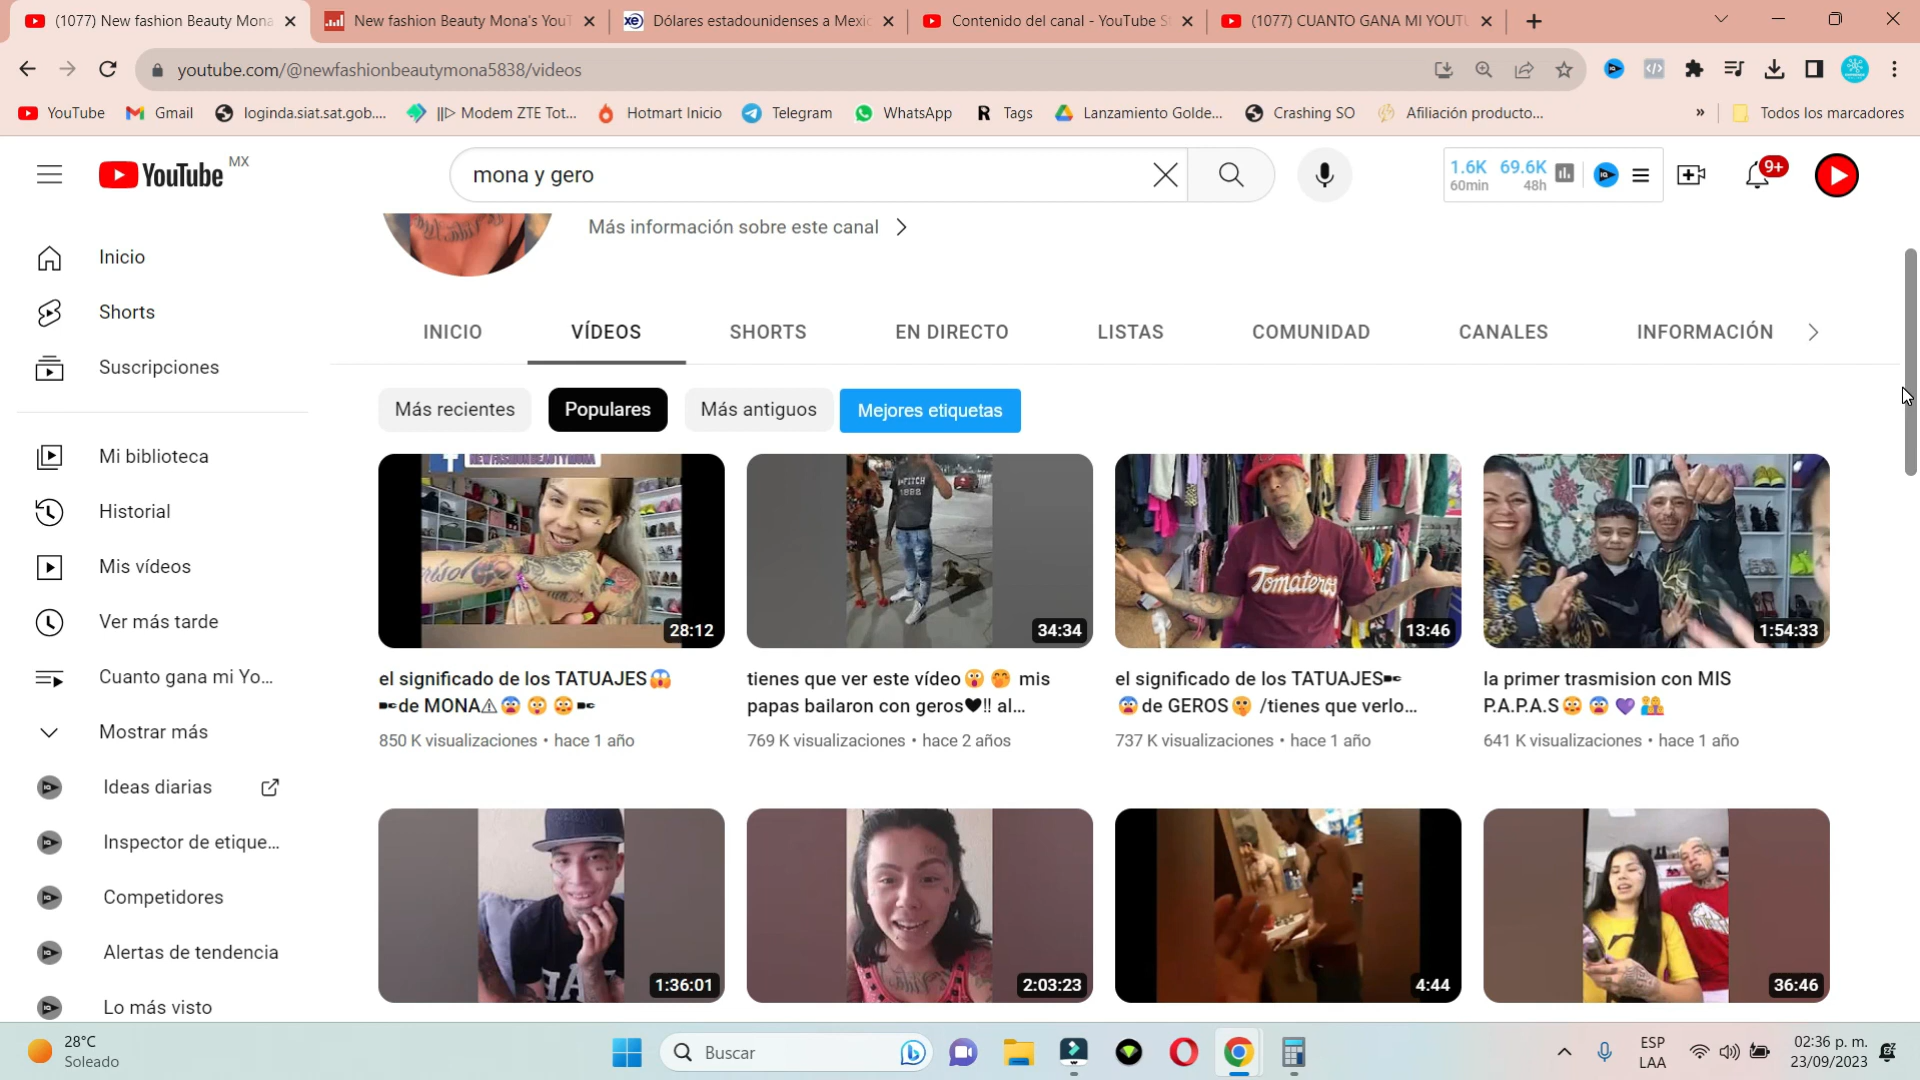 (1077) New fashion Beauty Mona
New fashion Beauty Mona's YouT
Dólares estadounidenses a Mexic
Contenido del canal - YouTube S
(1077) CUANTO GANA MI YOUTU
youtube.com/@newfashionbeautymona5838/videos
YouTube
Gmail
loginda.siat.sat.gob....
||▷ Modem ZTE Tot...
Hotmart Inicio
Telegram
WhatsApp
Tags
Lanzamiento Golde...
Crashing SO
Afiliación producto...
»
Todos los marcadores
YouTube MX
mona y gero
1.6K 69.6K
60min 48h
9+
Más información sobre este canal
Inicio
Shorts
Suscripciones
Mi biblioteca
Historial
Mis vídeos
Ver más tarde
Cuanto gana mi Yo...
Mostrar más
Ideas diarias
Inspector de etique...
Competidores
Alertas de tendencia
Lo más visto
INICIO
VÍDEOS
SHORTS
EN DIRECTO
LISTAS
COMUNIDAD
CANALES
INFORMACIÓN
Más recientes
Populares
Más antiguos
Mejores etiquetas
NEW FASHION BEAUTY MONA
28:12
34:34
Tomateros
13:46
1:54:33
el significado de los TATUAJES😱
🔫de MONA⚠😨😲😳🔫
850 K visualizaciones • hace 1 año
tienes que ver este vídeo😲🤭 mis
papas bailaron con geros🖤!! al...
769 K visualizaciones • hace 2 años
el significado de los TATUAJES🔫
😨de GEROS🤫 /tienes que verlo...
737 K visualizaciones • hace 1 año
la primer trasmision con MIS
P.A.P.A.S😳😨💜👫
641 K visualizaciones • hace 1 año
1:36:01
2:03:23
4:44
36:46
28°C
Soleado
Buscar
ESP
LAA
02:36 p. m.
23/09/2023